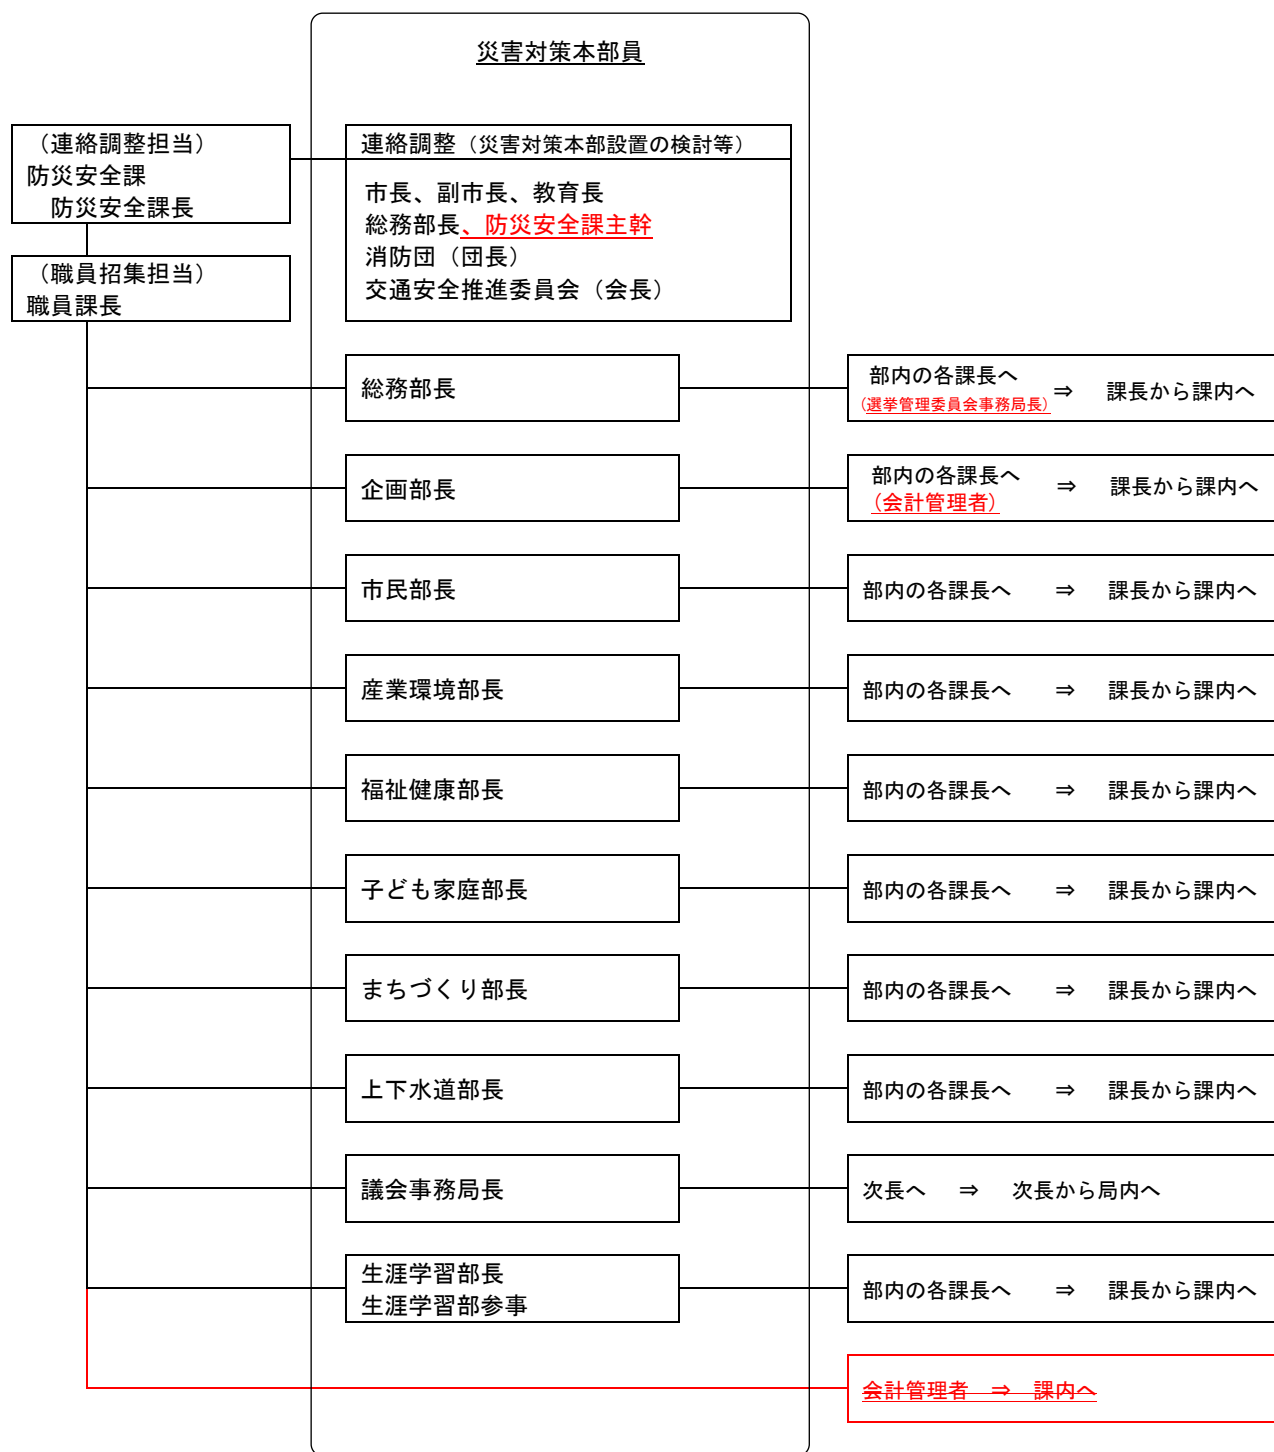 災害対策本部員
（連絡調整担当）
防災安全課
防災安全課長
連絡調整（災害対策本部設置の検討等）
市長、副市長、教育長
総務部長、防災安全課主幹
消防団（団長）
交通安全推進委員会（会長）
（職員招集担当）
職員課長
総務部長
部内の各課長へ ⇒ 課長から課内へ
（選挙管理委員会事務局長）
企画部長
部内の各課長へ ⇒ 課長から課内へ
（会計管理者）
市民部長
部内の各課長へ ⇒ 課長から課内へ
産業環境部長
部内の各課長へ ⇒ 課長から課内へ
福祉健康部長
部内の各課長へ ⇒ 課長から課内へ
子ども家庭部長
部内の各課長へ ⇒ 課長から課内へ
まちづくり部長
部内の各課長へ ⇒ 課長から課内へ
上下水道部長
部内の各課長へ ⇒ 課長から課内へ
議会事務局長
次長へ ⇒ 次長から局内へ
生涯学習部長
生涯学習部参事
部内の各課長へ ⇒ 課長から課内へ
会計管理者 ⇒ 課内へ